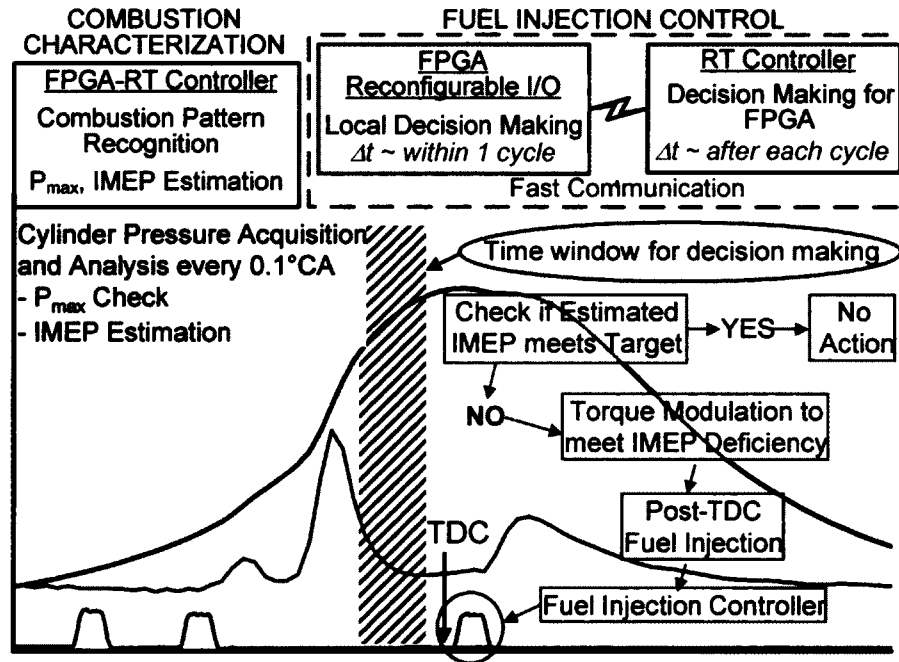 COMBUSTION
CHARACTERIZATION
FUEL INJECTION CONTROL
FPGA-RT Controller
Combustion Pattern
Recognition
Pmax, IMEP Estimation
FPGA
Reconfigurable I/O
Local Decision Making
Δt ~ within 1 cycle
RT Controller
Decision Making for
FPGA
Δt ~ after each cycle
Fast Communication
Cylinder Pressure Acquisition
and Analysis every 0.1°CA
- Pmax Check
- IMEP Estimation
Time window for decision making
Check if Estimated
IMEP meets Target
YES
No
Action
NO
Torque Modulation to
meet IMEP Deficiency
Post-TDC
Fuel Injection
TDC
Fuel Injection Controller